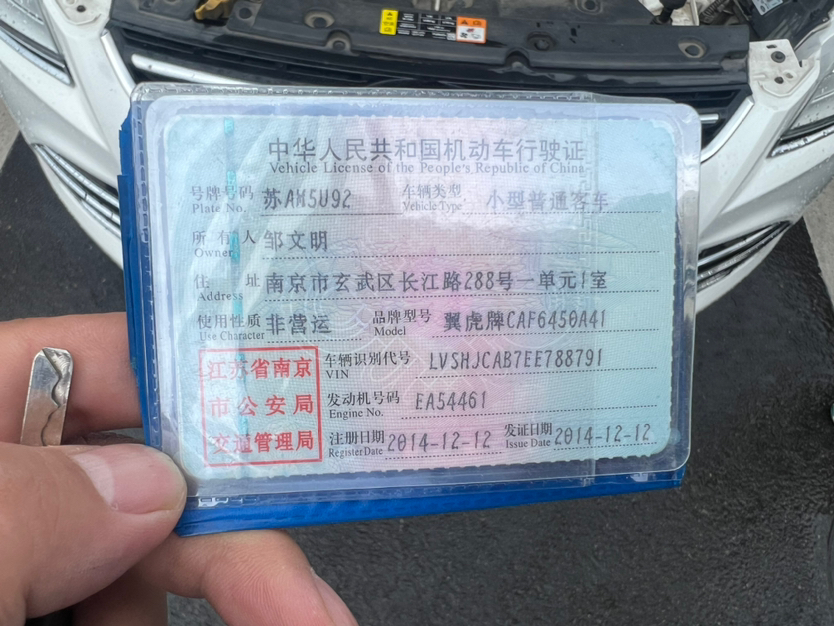 中华人民共和国机动车行驶证
Vehicle License of the People's Republic of China
号牌号码 苏AM5U92 车辆类型 小型普通客车
Plate No. Vehicle Type
所有人 邹文明
Owner
住址 南京市玄武区长江路288号一单元1室
Address
使用性质 非营运 品牌型号 翼虎牌CAF6450A41
Use Character Model
江苏省南京
市公安局
交通管理局
车辆识别代号 LVSHJCAB7EE788791
VIN
发动机号码 EA54461
Engine No.
注册日期 2014-12-12 发证日期 2014-12-12
Register Date Issue Date